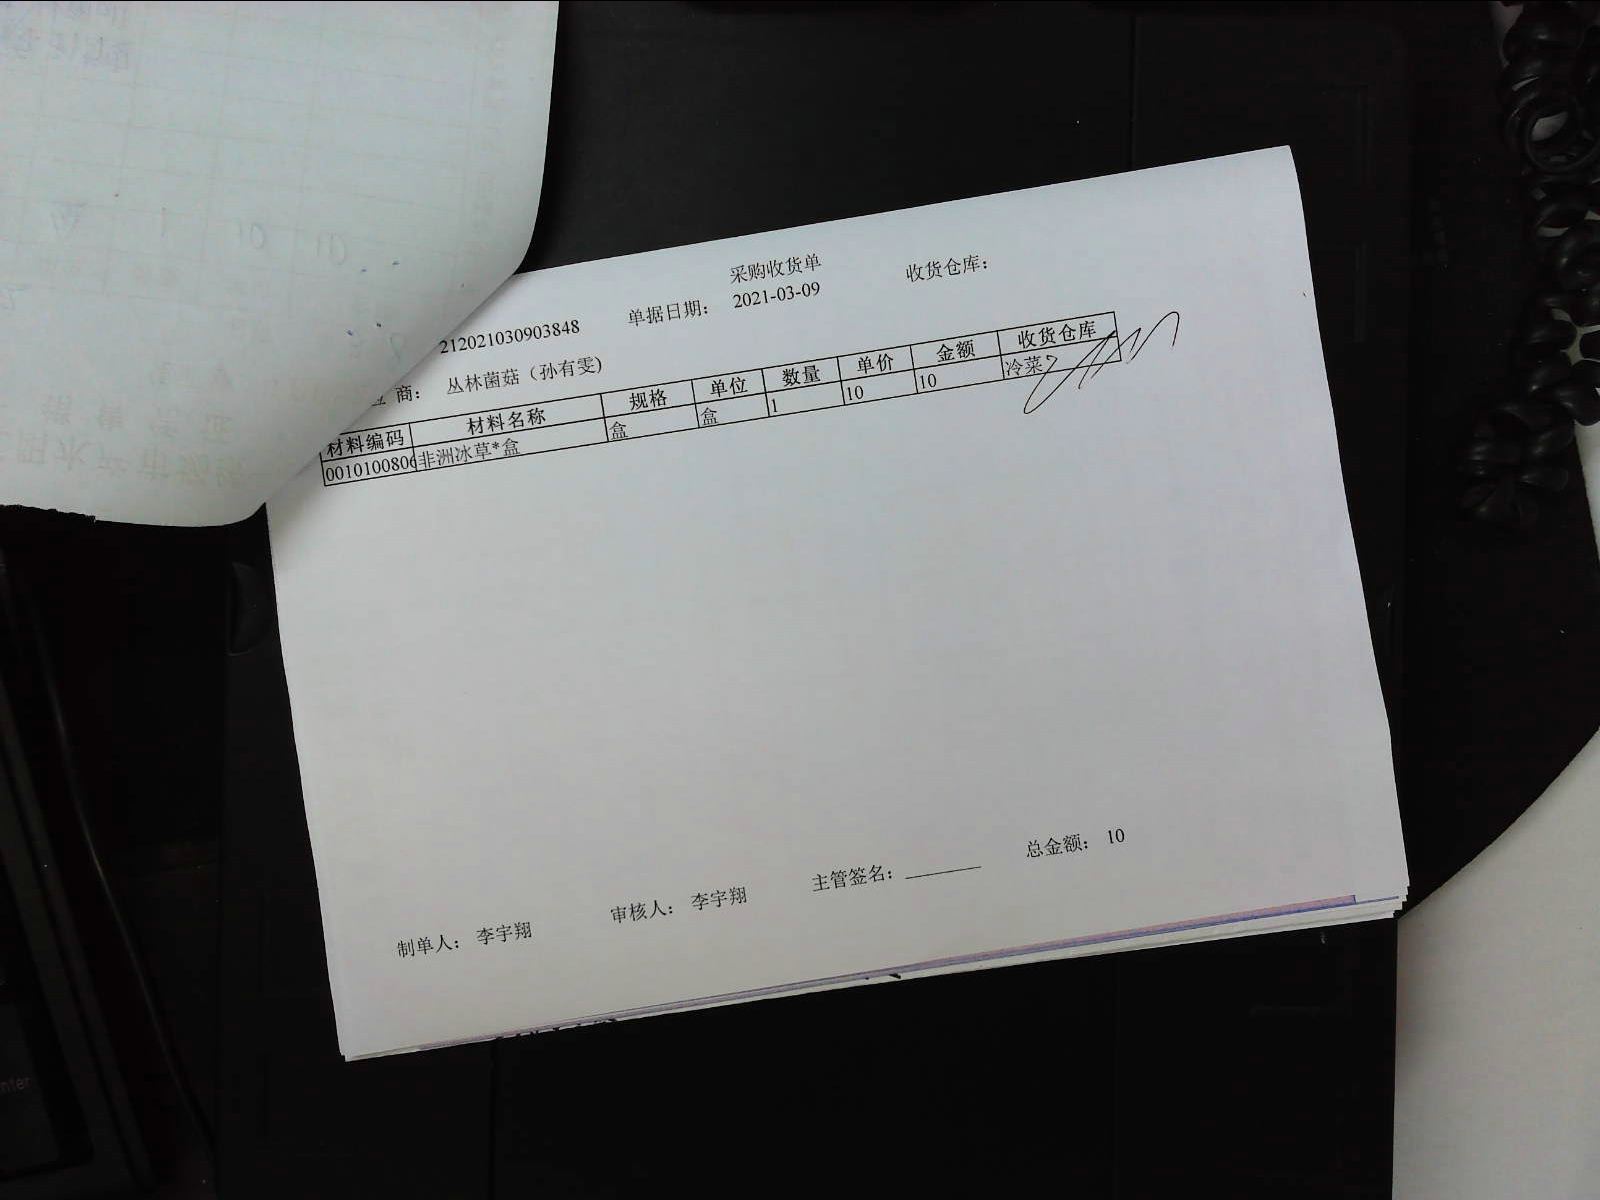 采购收货单
212021030903848 单据日期： 2021-03-09 收货仓库：
商： 丛林菌菇（孙有雯)
材料编码 材料名称 规格 单位 数量 单价 金额 收货仓库
0010100806 非洲冰草*盒 盒 盒 1 10 10 冷菜
制单人： 李宇翔 审核人： 李宇翔 主管签名：_______ 总金额： 10